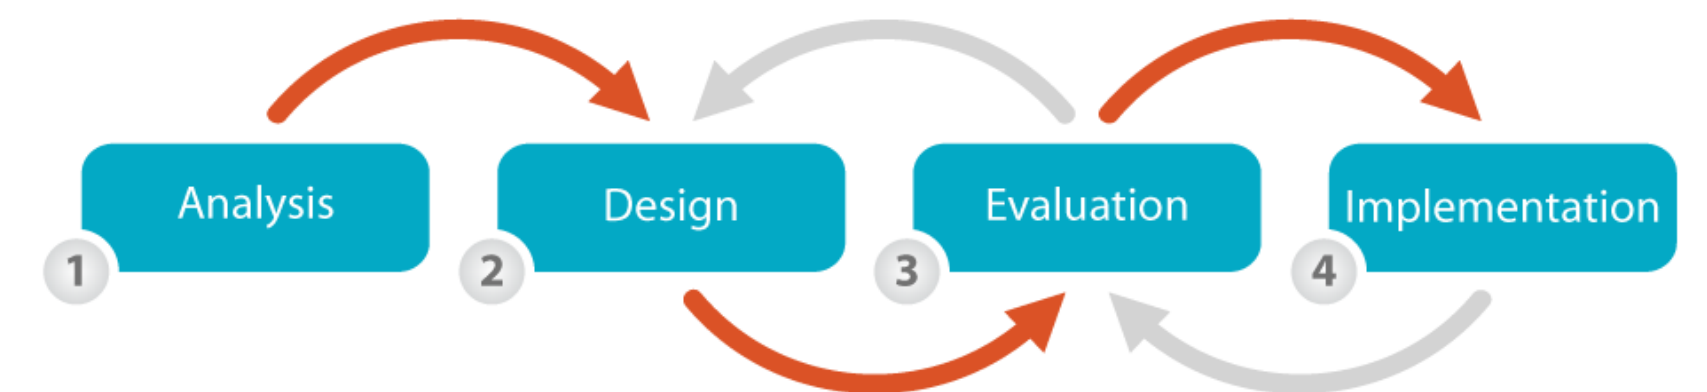 Analysis
1
Design
2
Evaluation
3
Implementation
4